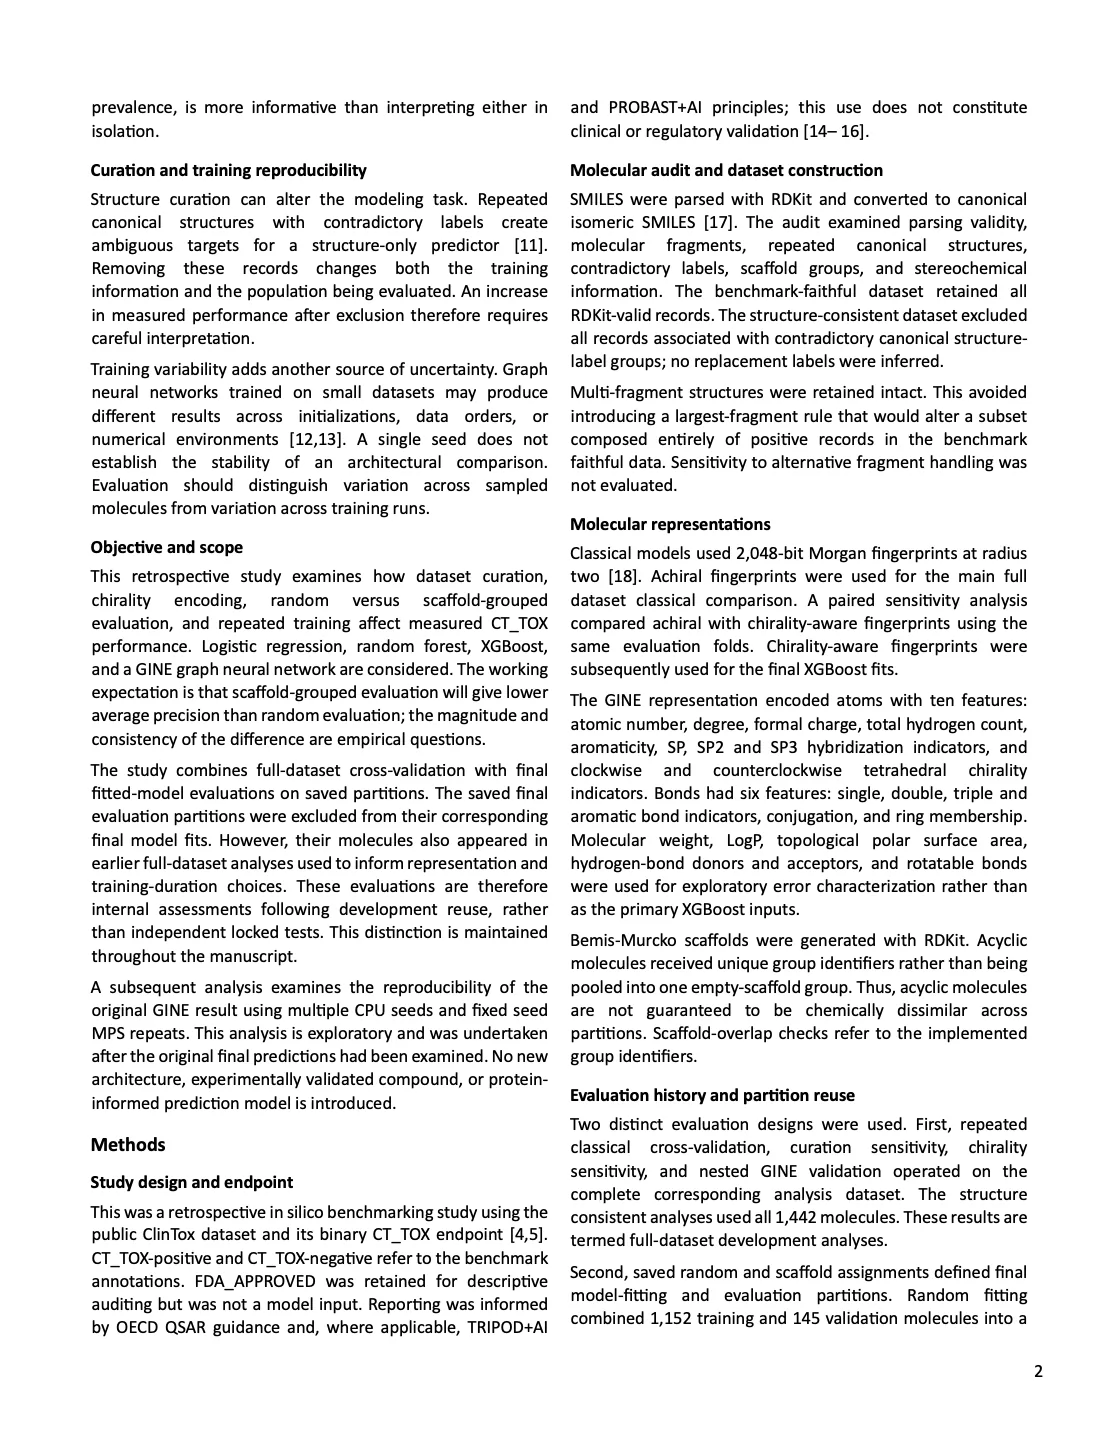 prevalence, is more informative than interpreting either in
isolation.
Curation and training reproducibility
Structure curation can alter the modeling task. Repeated
canonical structures with contradictory labels create
ambiguous targets for a structure-only predictor [11].
Removing these records changes both the training
information and the population being evaluated. An increase
in measured performance after exclusion therefore requires
careful interpretation.
Training variability adds another source of uncertainty. Graph
neural networks trained on small datasets may produce
different results across initializations, data orders, or
numerical environments [12,13]. A single seed does not
establish the stability of an architectural comparison.
Evaluation should distinguish variation across sampled
molecules from variation across training runs.
Objective and scope
This retrospective study examines how dataset curation,
chirality encoding, random versus scaffold-grouped
evaluation, and repeated training affect measured CT_TOX
performance. Logistic regression, random forest, XGBoost,
and a GINE graph neural network are considered. The working
expectation is that scaffold-grouped evaluation will give lower
average precision than random evaluation; the magnitude and
consistency of the difference are empirical questions.
The study combines full-dataset cross-validation with final
fitted-model evaluations on saved partitions. The saved final
evaluation partitions were excluded from their corresponding
final model fits. However, their molecules also appeared in
earlier full-dataset analyses used to inform representation and
training-duration choices. These evaluations are therefore
internal assessments following development reuse, rather
than independent locked tests. This distinction is maintained
throughout the manuscript.
A subsequent analysis examines the reproducibility of the
original GINE result using multiple CPU seeds and fixed seed
MPS repeats. This analysis is exploratory and was undertaken
after the original final predictions had been examined. No new
architecture, experimentally validated compound, or protein-
informed prediction model is introduced.
Methods
Study design and endpoint
This was a retrospective in silico benchmarking study using the
public ClinTox dataset and its binary CT_TOX endpoint [4,5].
CT_TOX-positive and CT_TOX-negative refer to the benchmark
annotations. FDA_APPROVED was retained for descriptive
auditing but was not a model input. Reporting was informed
by OECD QSAR guidance and, where applicable, TRIPOD+AI
and PROBAST+AI principles; this use does not constitute
clinical or regulatory validation [14– 16].
Molecular audit and dataset construction
SMILES were parsed with RDKit and converted to canonical
isomeric SMILES [17]. The audit examined parsing validity,
molecular fragments, repeated canonical structures,
contradictory labels, scaffold groups, and stereochemical
information. The benchmark-faithful dataset retained all
RDKit-valid records. The structure-consistent dataset excluded
all records associated with contradictory canonical structure-
label groups; no replacement labels were inferred.
Multi-fragment structures were retained intact. This avoided
introducing a largest-fragment rule that would alter a subset
composed entirely of positive records in the benchmark
faithful data. Sensitivity to alternative fragment handling was
not evaluated.
Molecular representations
Classical models used 2,048-bit Morgan fingerprints at radius
two [18]. Achiral fingerprints were used for the main full
dataset classical comparison. A paired sensitivity analysis
compared achiral with chirality-aware fingerprints using the
same evaluation folds. Chirality-aware fingerprints were
subsequently used for the final XGBoost fits.
The GINE representation encoded atoms with ten features:
atomic number, degree, formal charge, total hydrogen count,
aromaticity, SP, SP2 and SP3 hybridization indicators, and
clockwise and counterclockwise tetrahedral chirality
indicators. Bonds had six features: single, double, triple and
aromatic bond indicators, conjugation, and ring membership.
Molecular weight, LogP, topological polar surface area,
hydrogen-bond donors and acceptors, and rotatable bonds
were used for exploratory error characterization rather than
as the primary XGBoost inputs.
Bemis-Murcko scaffolds were generated with RDKit. Acyclic
molecules received unique group identifiers rather than being
pooled into one empty-scaffold group. Thus, acyclic molecules
are not guaranteed to be chemically dissimilar across
partitions. Scaffold-overlap checks refer to the implemented
group identifiers.
Evaluation history and partition reuse
Two distinct evaluation designs were used. First, repeated
classical cross-validation, curation sensitivity, chirality
sensitivity, and nested GINE validation operated on the
complete corresponding analysis dataset. The structure
consistent analyses used all 1,442 molecules. These results are
termed full-dataset development analyses.
Second, saved random and scaffold assignments defined final
model-fitting and evaluation partitions. Random fitting
combined 1,152 training and 145 validation molecules into a
2